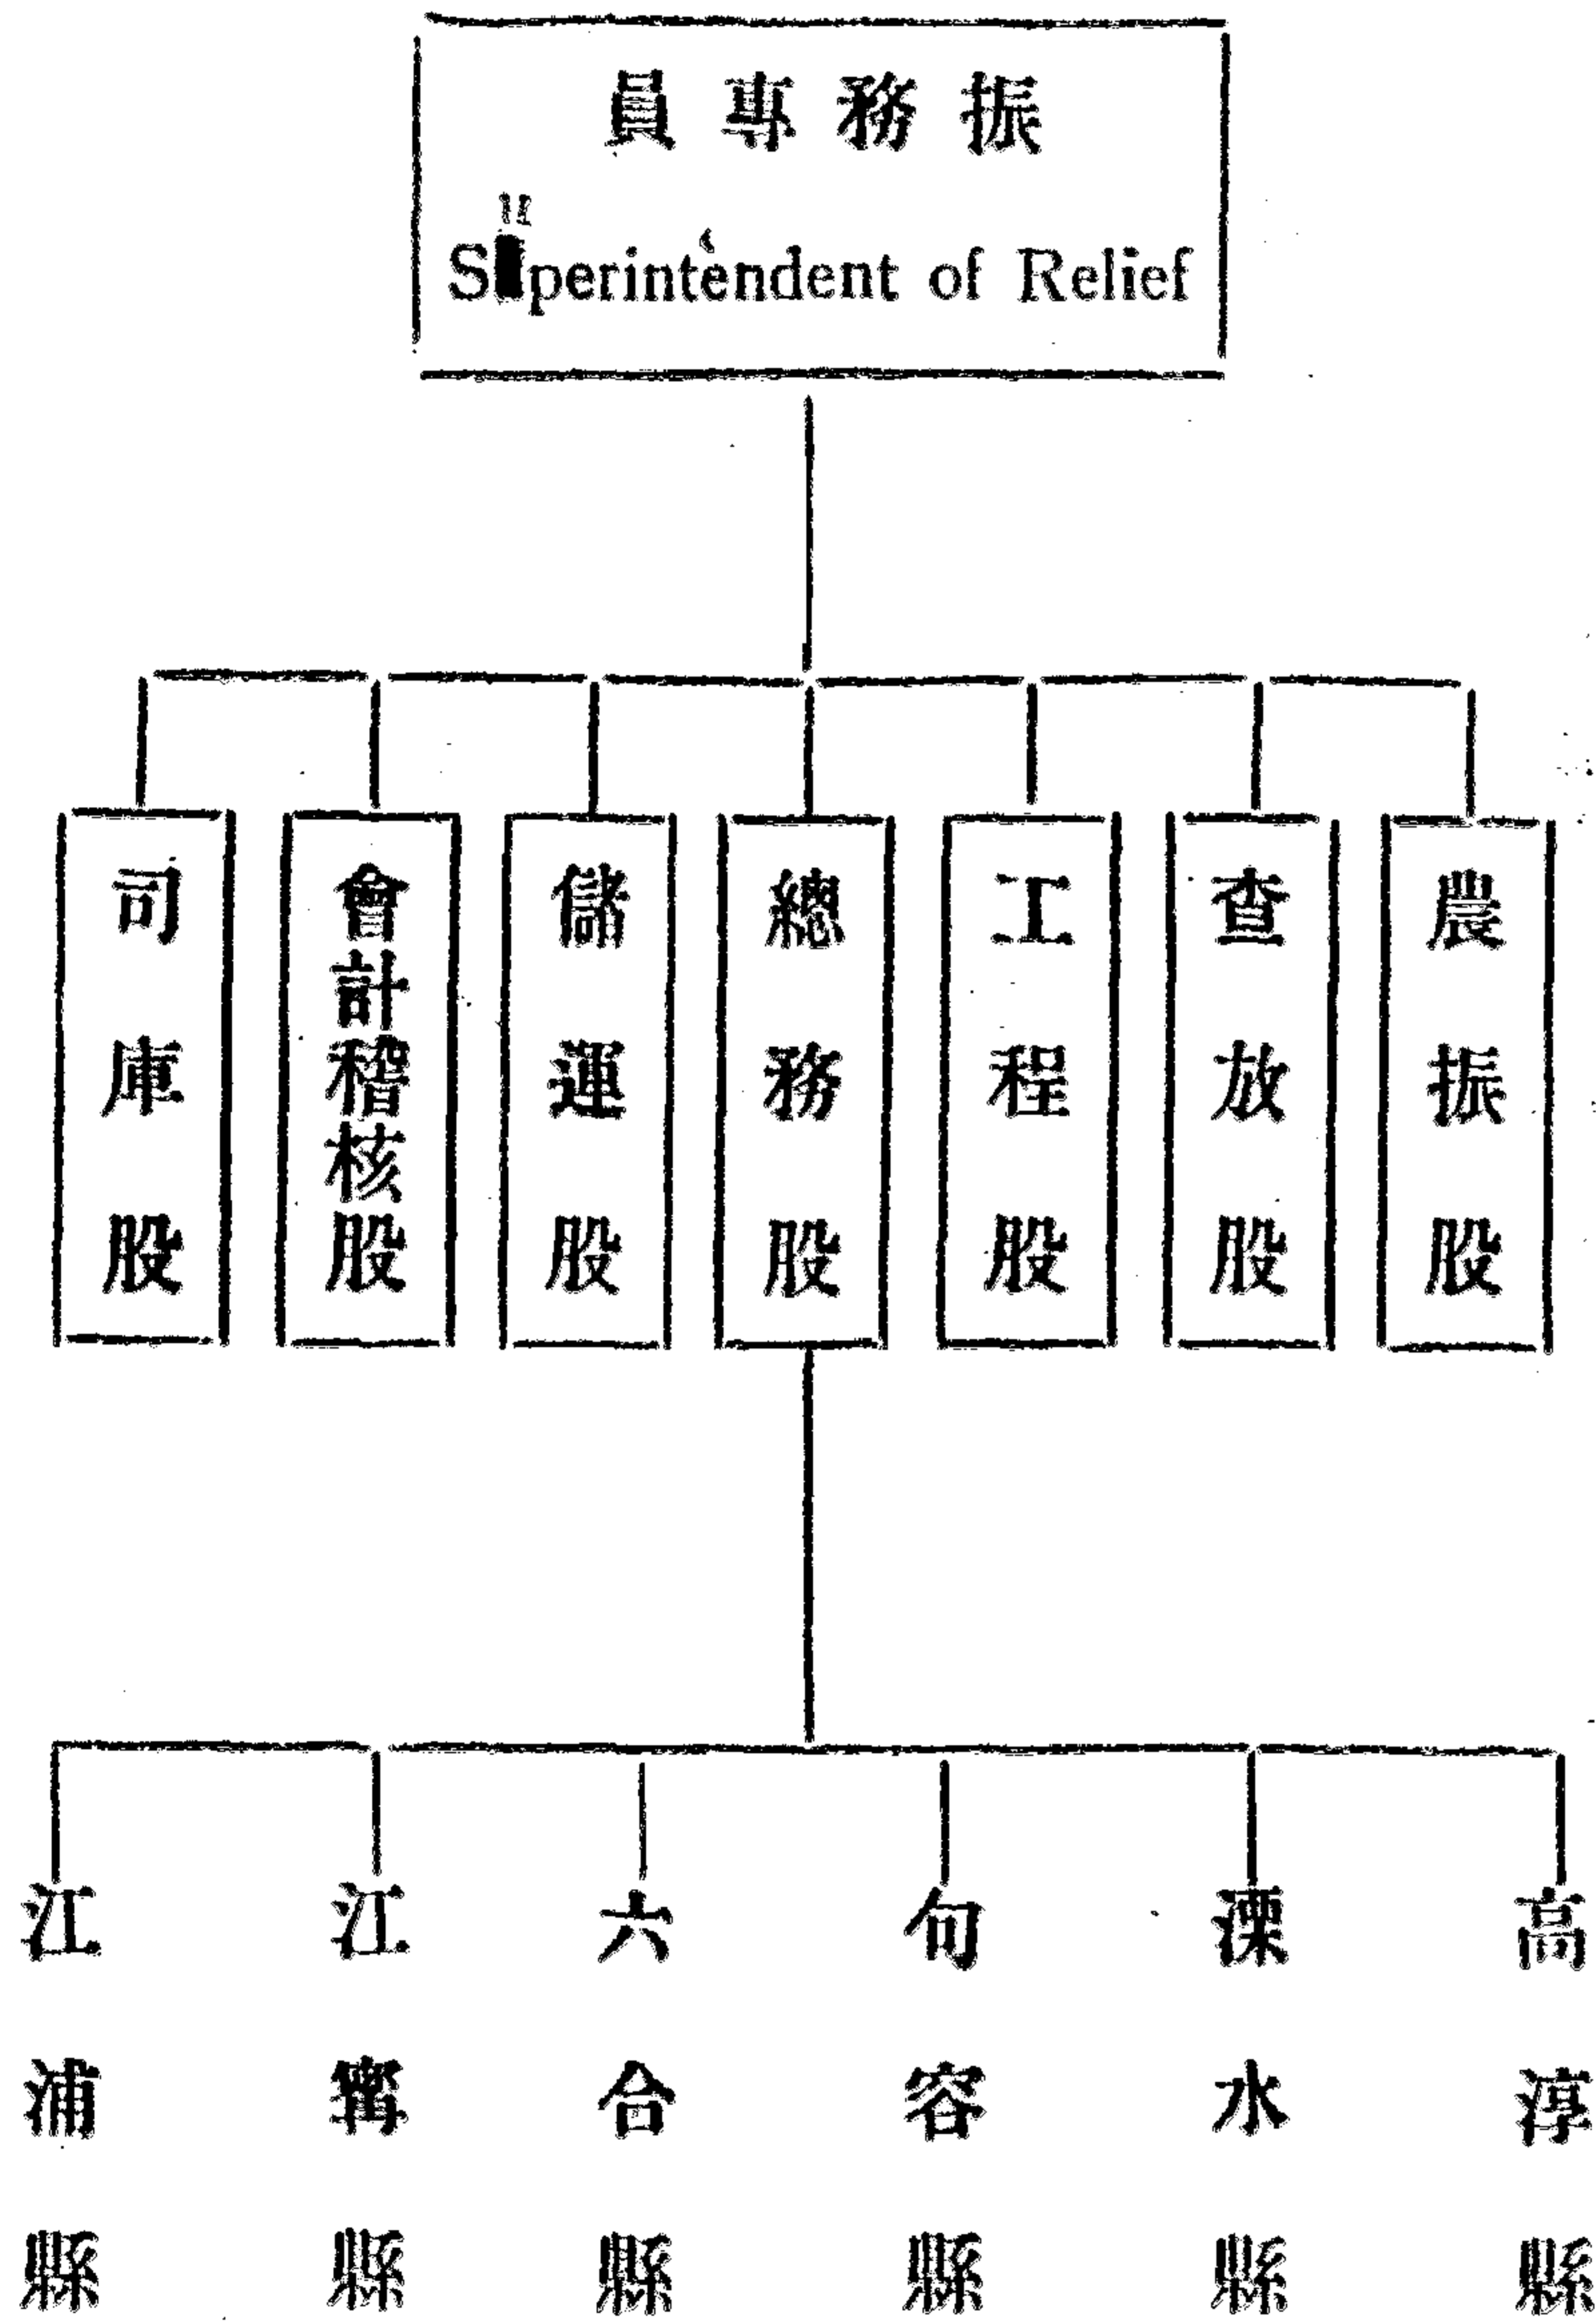 振務專員
Superintendent of Relief
農振股
查放股
工程股
總務股
儲運股
會計稽核股
司庫股
高淳縣
溧水縣
句容縣
六合縣
江甯縣
江浦縣